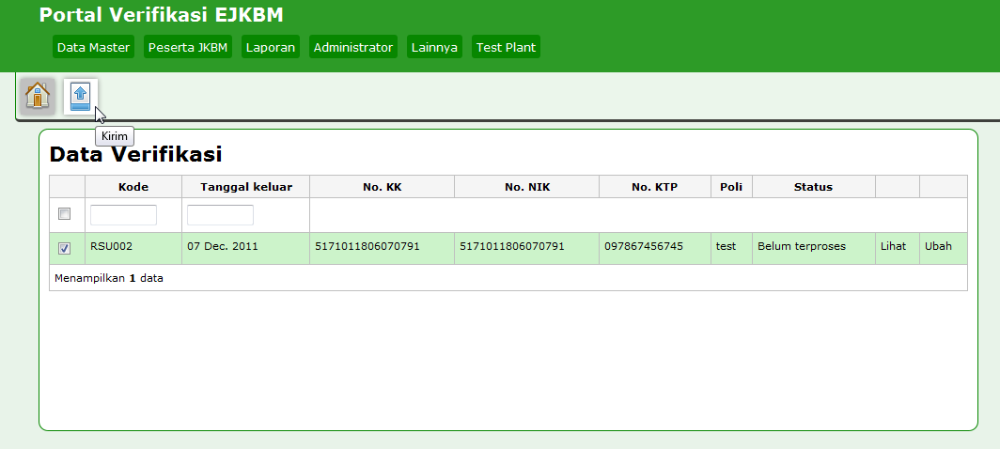 Portal Verifikasi EJKBM
Data Master Peserta JKBM Laporan Administrator Lainnya Test Plant
Kirim
Data Verifikasi
Kode Tanggal keluar No. KK No. NIK No. KTP Poli Status
RSU002 07 Dec. 2011 5171011806070791 5171011806070791 097867456745 test Belum terproses Lihat Ubah
Menampilkan 1 data